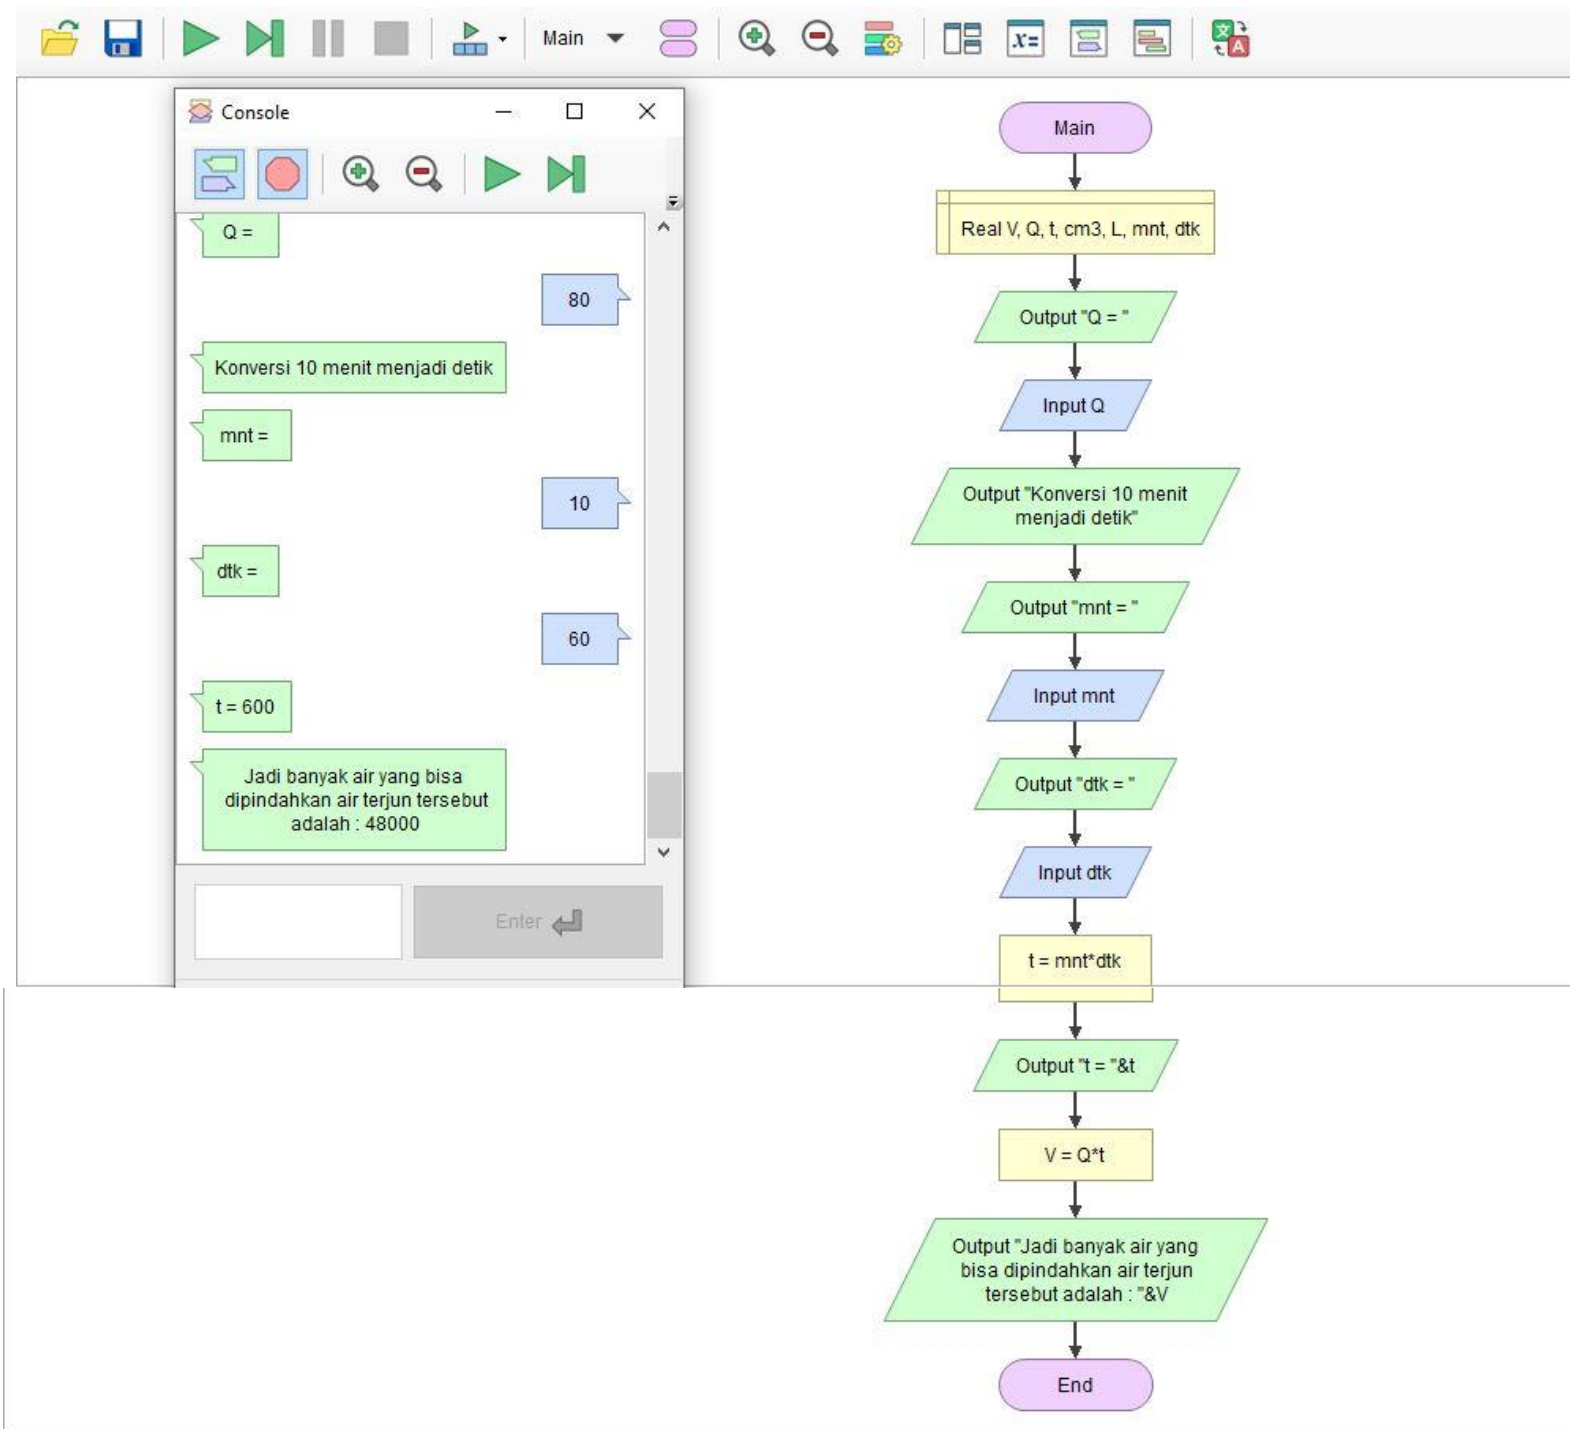 Main
x=
Console
Q =
80
Konversi 10 menit menjadi detik
mnt =
10
dtk =
60
t = 600
Jadi banyak air yang bisa
dipindahkan air terjun tersebut
adalah : 48000
Enter
Main
Real V, Q, t, cm3, L, mnt, dtk
Output "Q = "
Input Q
Output "Konversi 10 menit
menjadi detik"
Output "mnt = "
Input mnt
Output "dtk = "
Input dtk
t = mnt*dtk
Output "t = "&t
V = Q*t
Output "Jadi banyak air yang
bisa dipindahkan air terjun
tersebut adalah : "&V
End